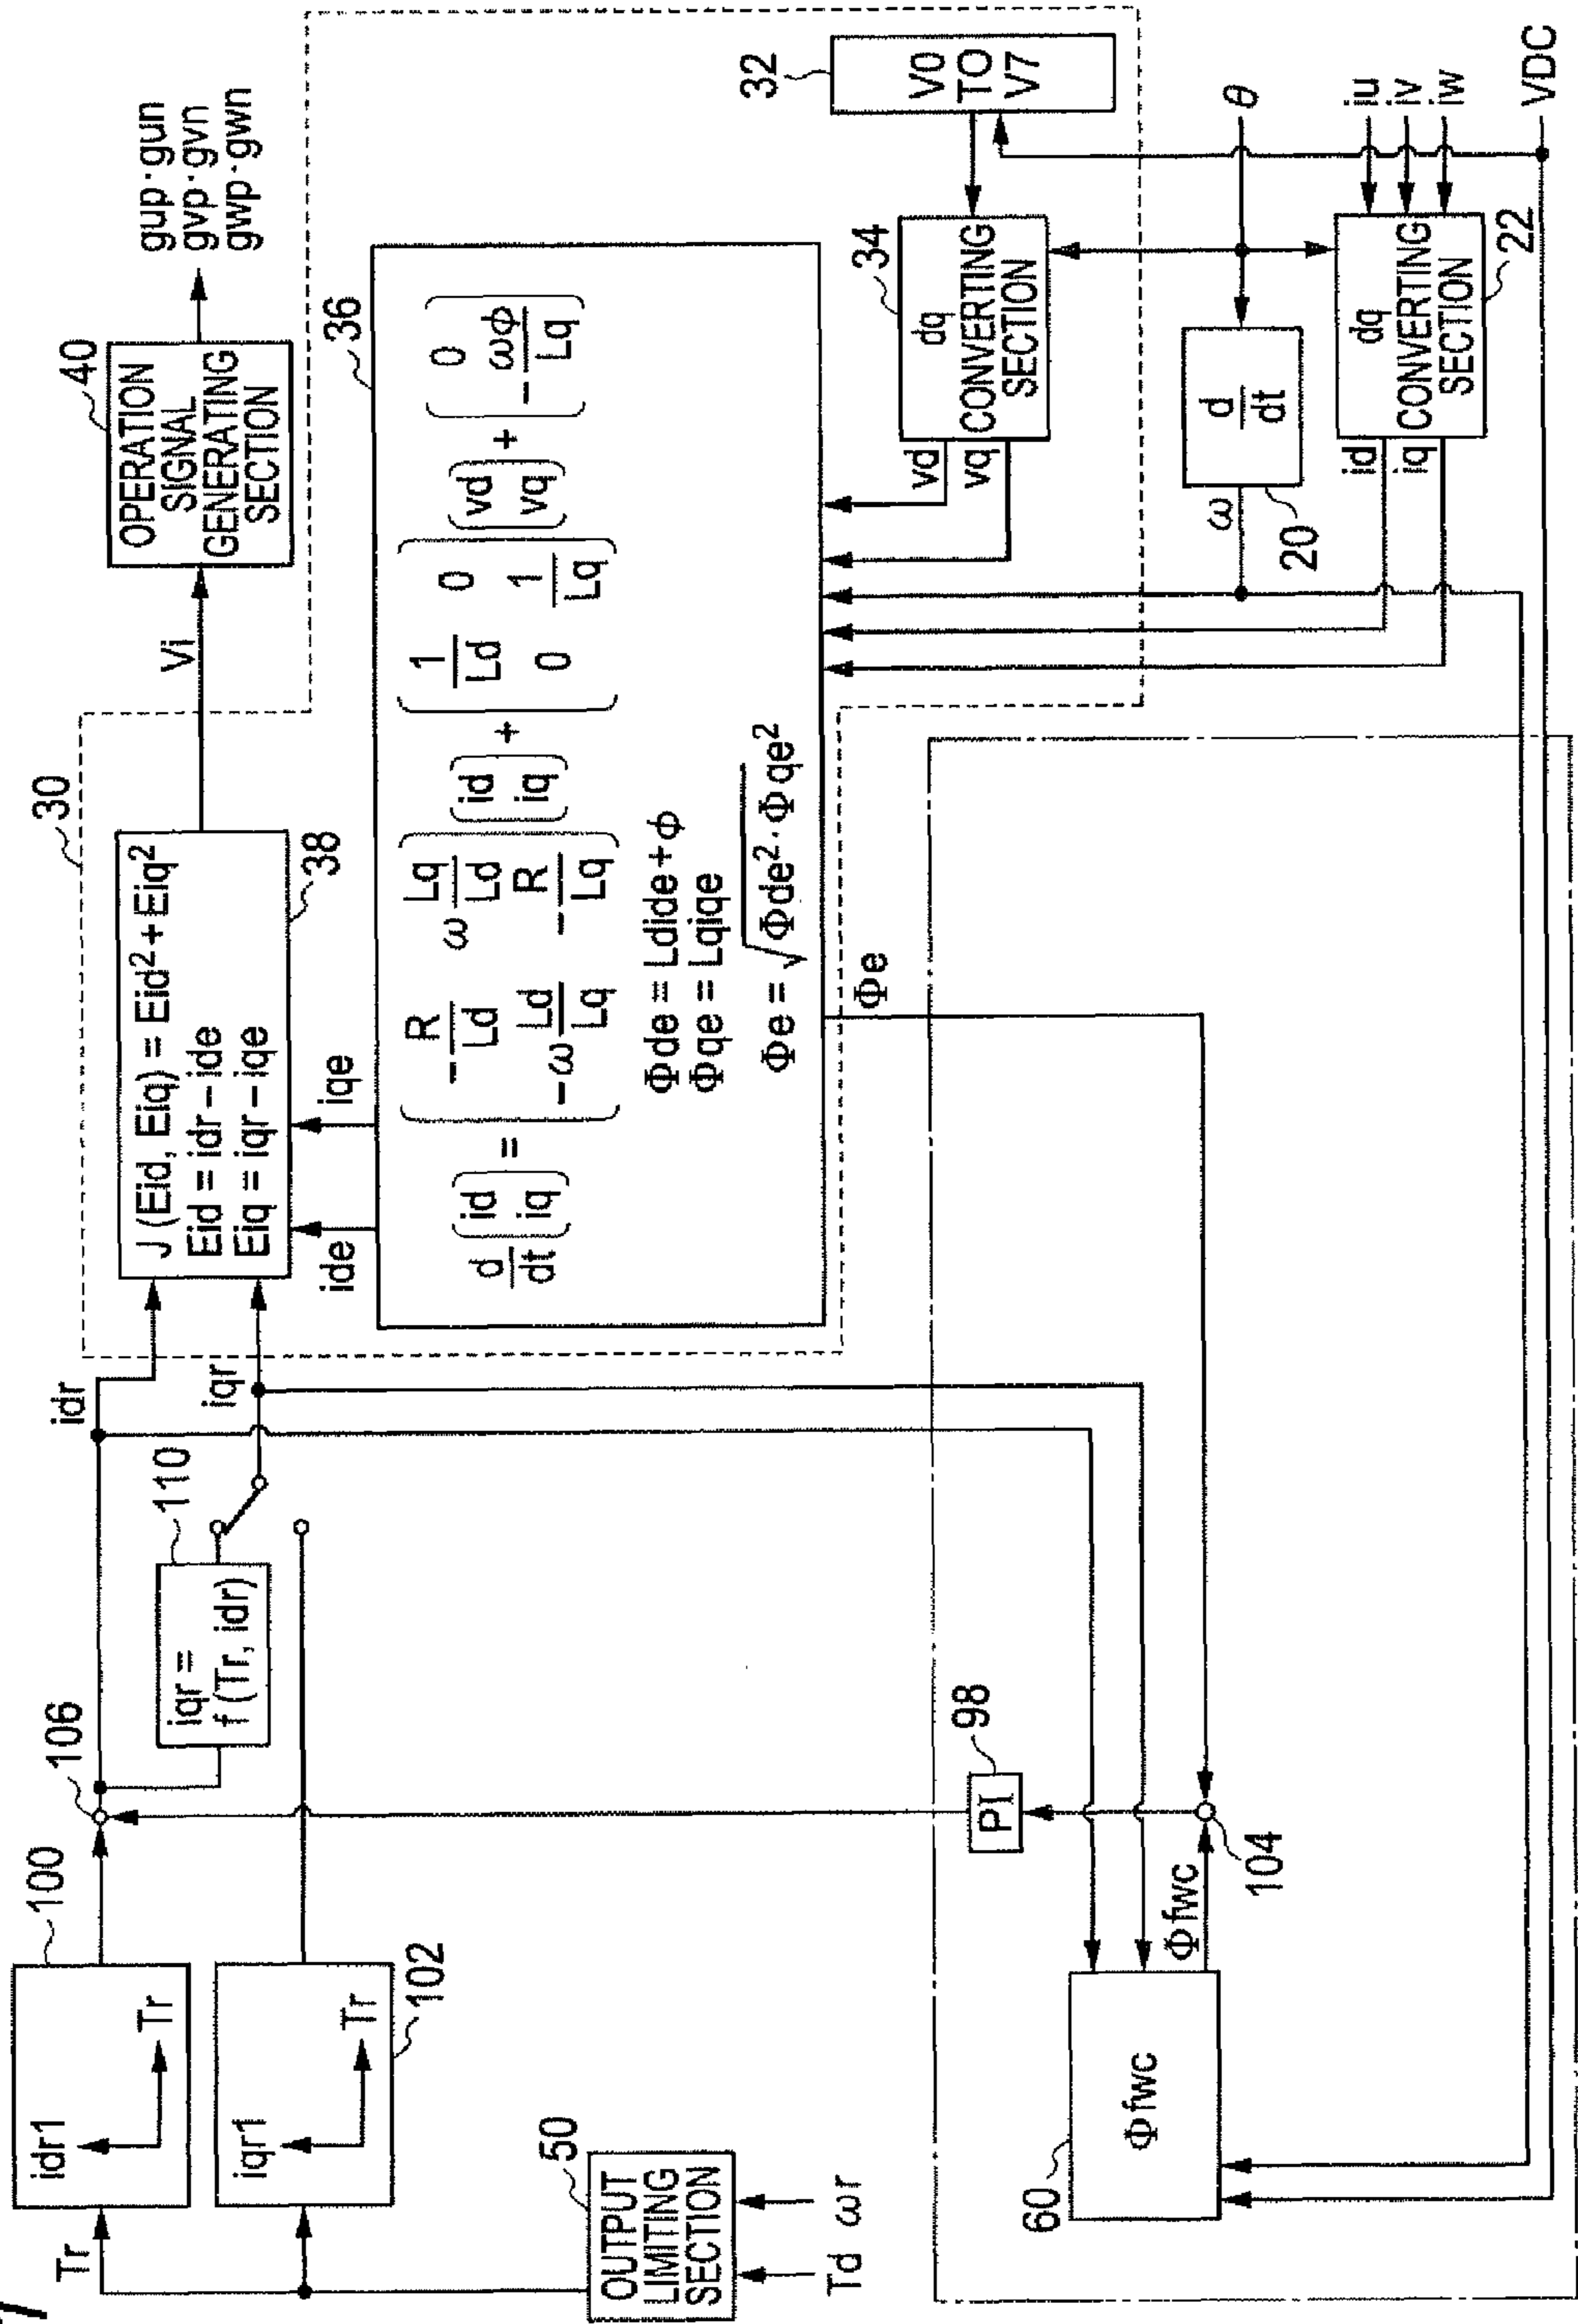 Tr
idr1
Tr
100
106
idr
iqr1
Tr
102
iqr =
f (Tr, idr)
110
iqr
50
OUTPUT
LIMITING
SECTION
Td ωr
30
J (Eid, Eiq) = Eid² + Eiq²
Eid = idr – ide
Eiq = iqr – iqe
38
Vi
40
OPERATION
SIGNAL
GENERATING
SECTION
gup·gun
gvp·gvn
gwp·gwn
ide
iqe
36
d/dt (id iq) = (-R/Ld ω Lq/Ld -ω Ld/Lq -R/Lq) (id iq) + (1/Ld 0 0 1/Lq) (vd vq) + (0 -ωϕ/Lq)
Φde = Ldide + ϕ
Φqe = Lqiqe
Φe = √Φde²·Φqe²
Φe
32
V0
TO
V7
34
dq
CONVERTING
SECTION
vd
vq
θ
d/dt
20
ω
iu
iv
iw
dq
CONVERTING
SECTION
22
id
iq
VDC
98
PI
104
Φfwc
60
Φfwc